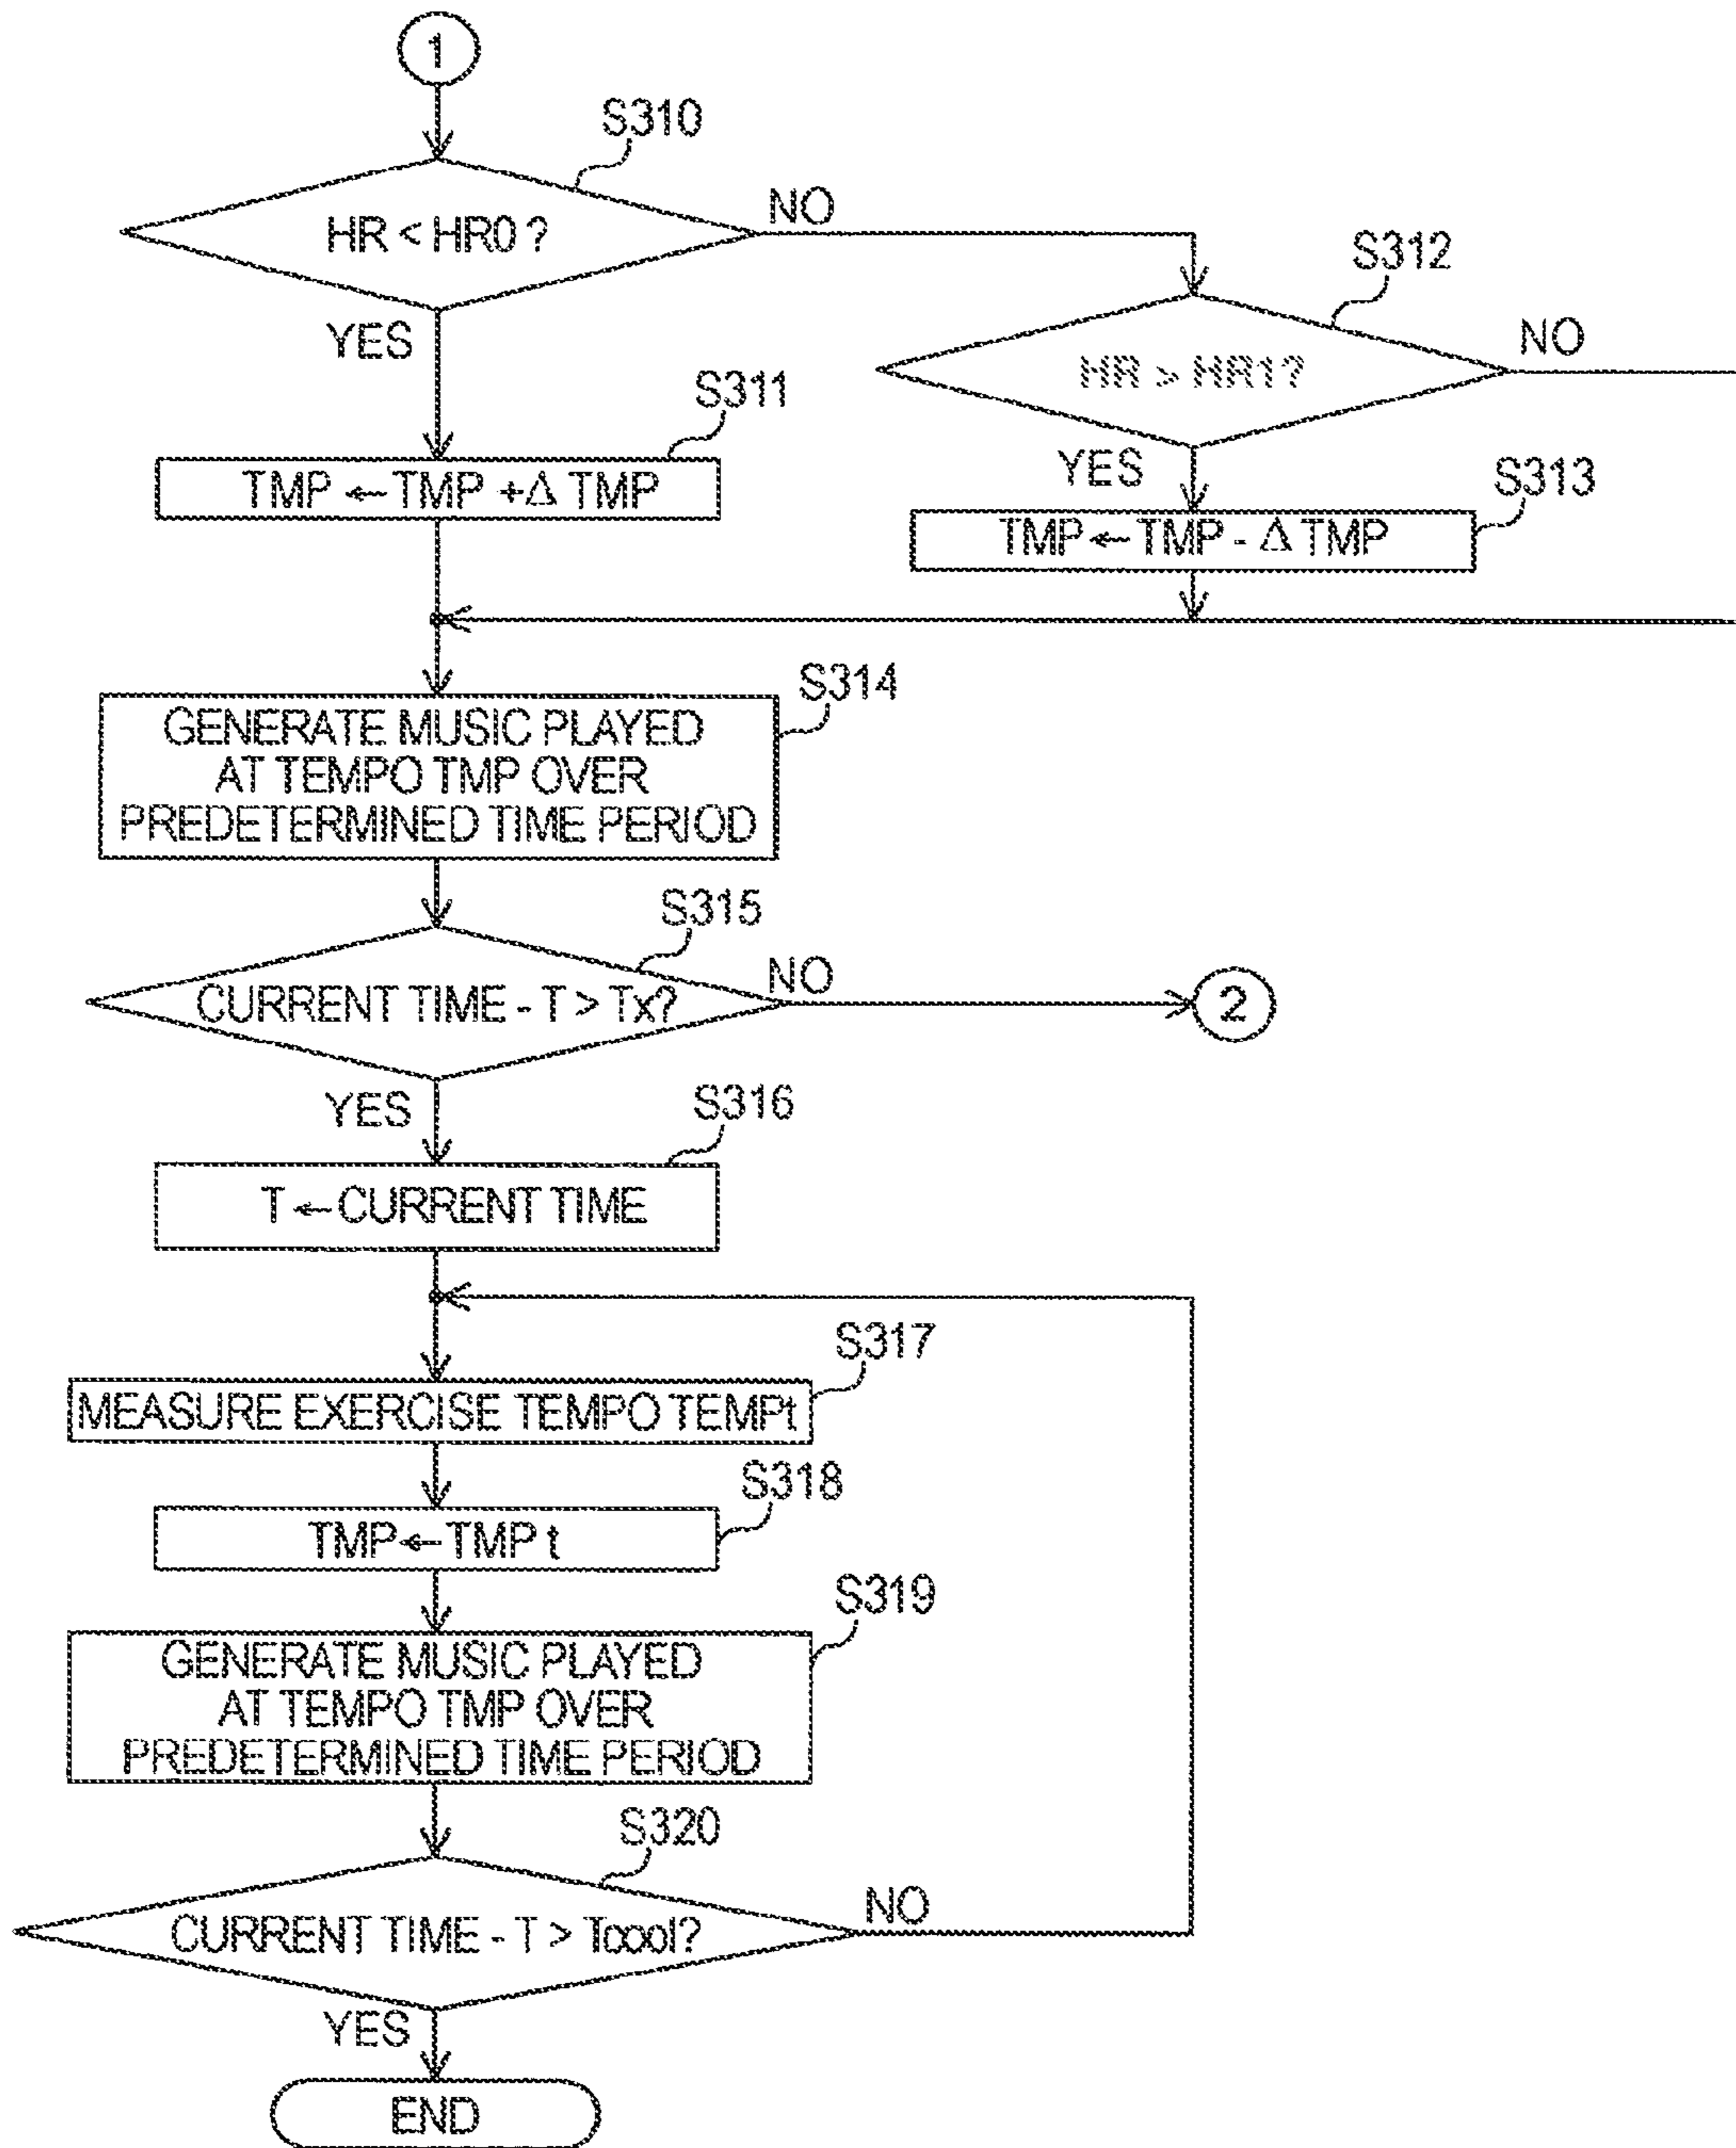 1
S310
HR < HR0 ?
NO
YES
S312
HR > HR1?
NO
YES
S311
TMP ← TMP + Δ TMP
S313
TMP ← TMP - Δ TMP
S314
GENERATE MUSIC PLAYED
AT TEMPO TMP OVER
PREDETERMINED TIME PERIOD
S315
CURRENT TIME - T > Tx?
NO
2
YES
S316
T ← CURRENT TIME
S317
MEASURE EXERCISE TEMPO TEMPt
S318
TMP ← TMP t
S319
GENERATE MUSIC PLAYED
AT TEMPO TMP OVER
PREDETERMINED TIME PERIOD
S320
CURRENT TIME - T > Tcool?
NO
YES
END